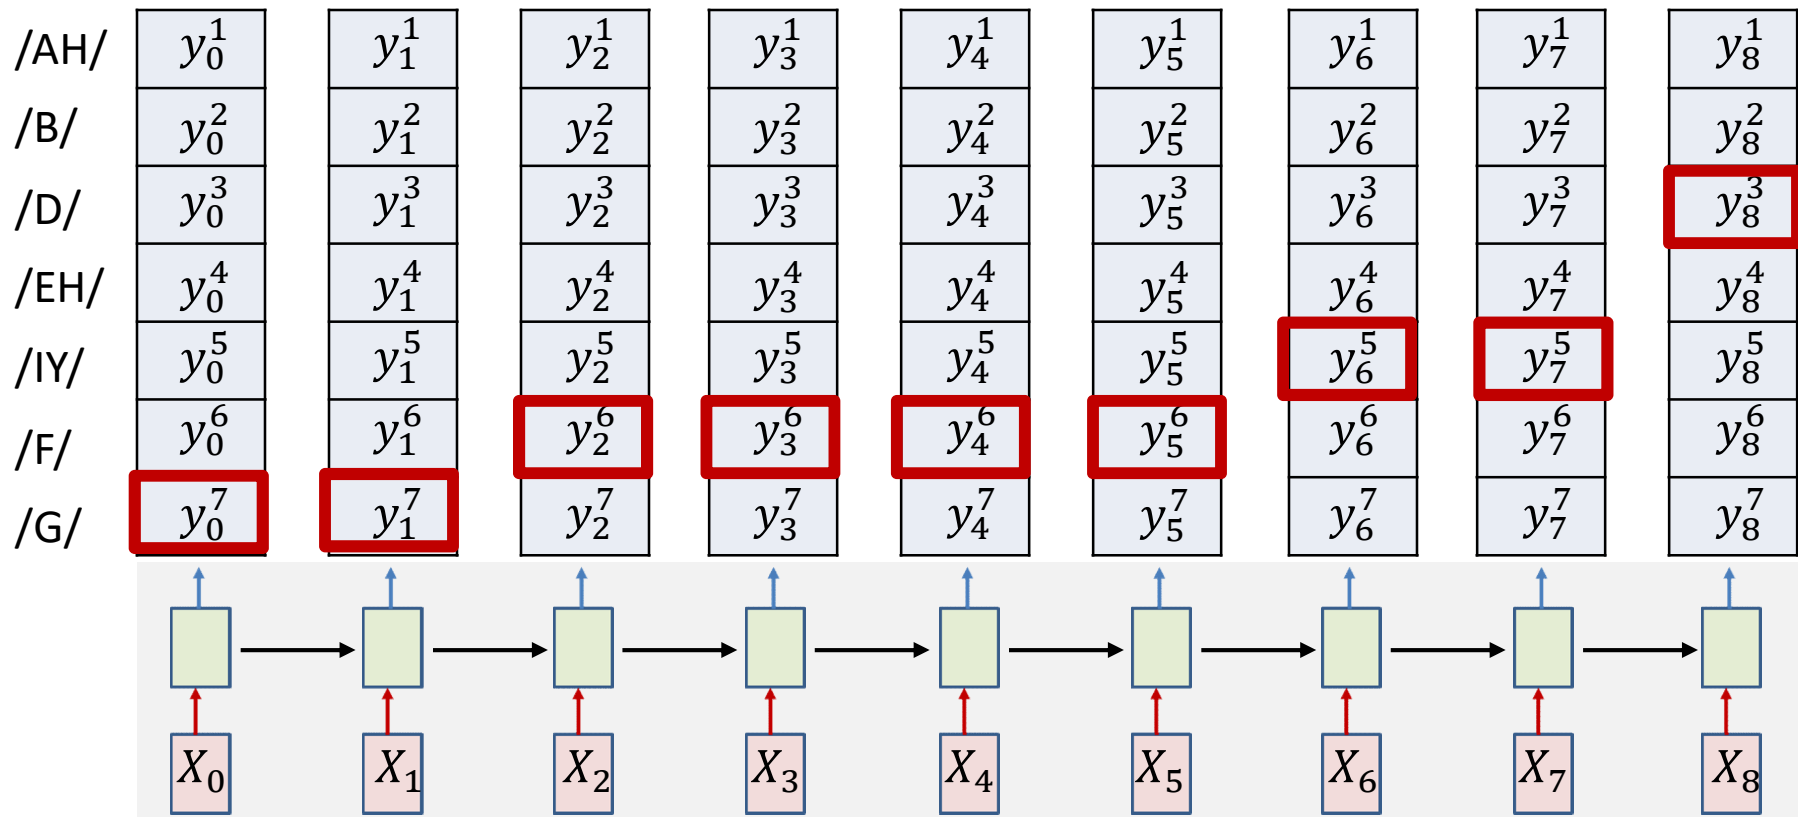 /AH/ y_0^1 y_1^1 y_2^1 y_3^1 y_4^1 y_5^1 y_6^1 y_7^1 y_8^1
/B/ y_0^2 y_1^2 y_2^2 y_3^2 y_4^2 y_5^2 y_6^2 y_7^2 y_8^2
/D/ y_0^3 y_1^3 y_2^3 y_3^3 y_4^3 y_5^3 y_6^3 y_7^3 y_8^3
/EH/ y_0^4 y_1^4 y_2^4 y_3^4 y_4^4 y_5^4 y_6^4 y_7^4 y_8^4
/IY/ y_0^5 y_1^5 y_2^5 y_3^5 y_4^5 y_5^5 y_6^5 y_7^5 y_8^5
/F/ y_0^6 y_1^6 y_2^6 y_3^6 y_4^6 y_5^6 y_6^6 y_7^6 y_8^6
/G/ y_0^7 y_1^7 y_2^7 y_3^7 y_4^7 y_5^7 y_6^7 y_7^7 y_8^7
X_0 X_1 X_2 X_3 X_4 X_5 X_6 X_7 X_8